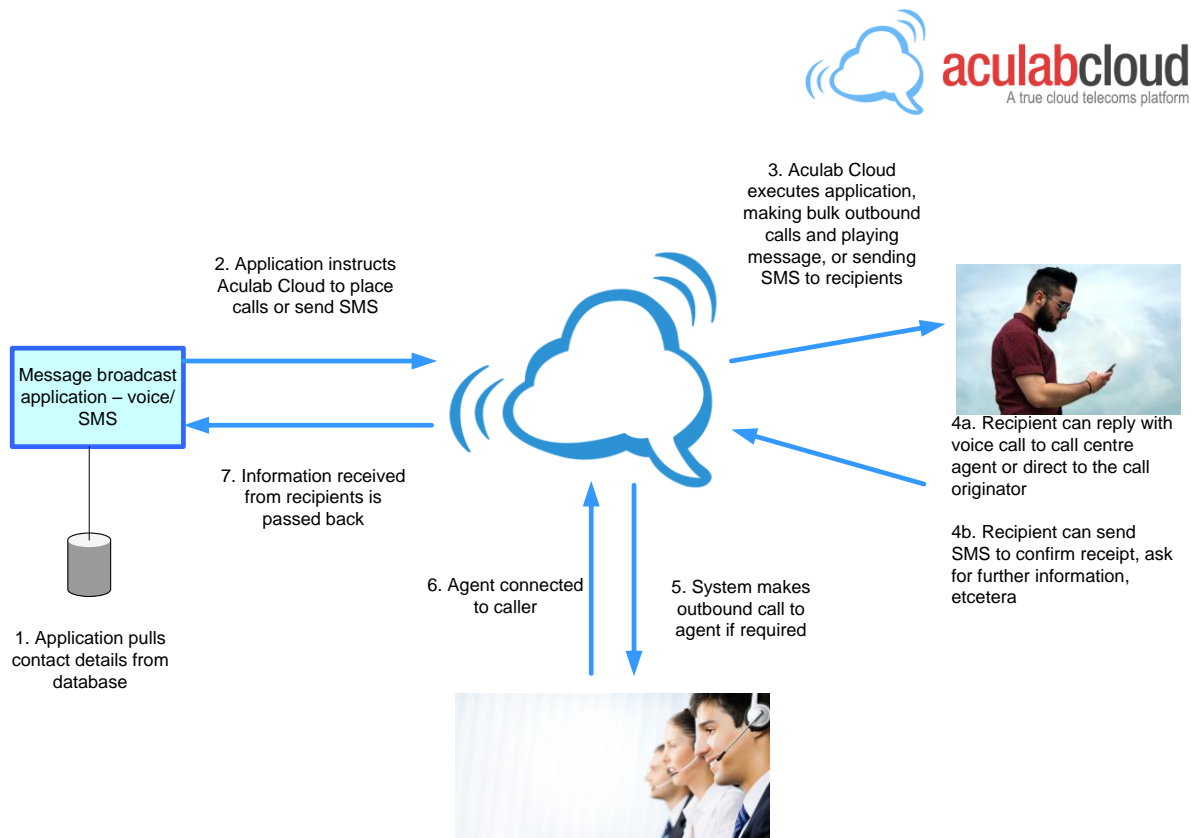 aculabcloud
A true cloud telecoms platform
3. Aculab Cloud
executes application,
making bulk outbound
calls and playing
message, or sending
SMS to recipients
2. Application instructs
Aculab Cloud to place
calls or send SMS
Message broadcast
application – voice/
SMS
4a. Recipient can reply with
voice call to call centre
agent or direct to the call
originator
7. Information received
from recipients is
passed back
4b. Recipient can send
SMS to confirm receipt, ask
for further information,
etcetera
6. Agent connected
to caller
5. System makes
outbound call to
agent if required
1. Application pulls
contact details from
database